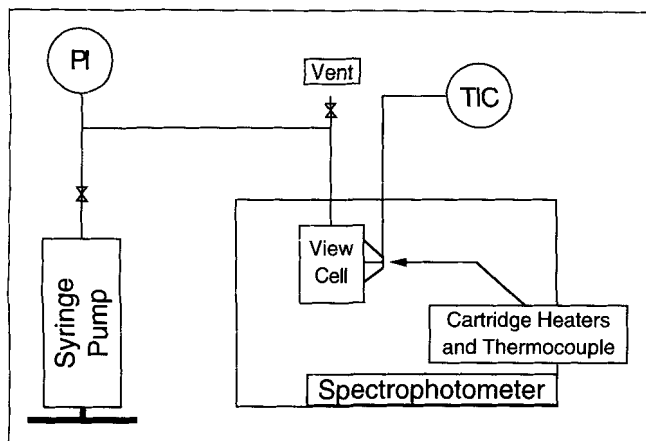 PI
Vent
TIC
View
Cell
Syringe
Pump
Cartridge Heaters
and Thermocouple
Spectrophotometer